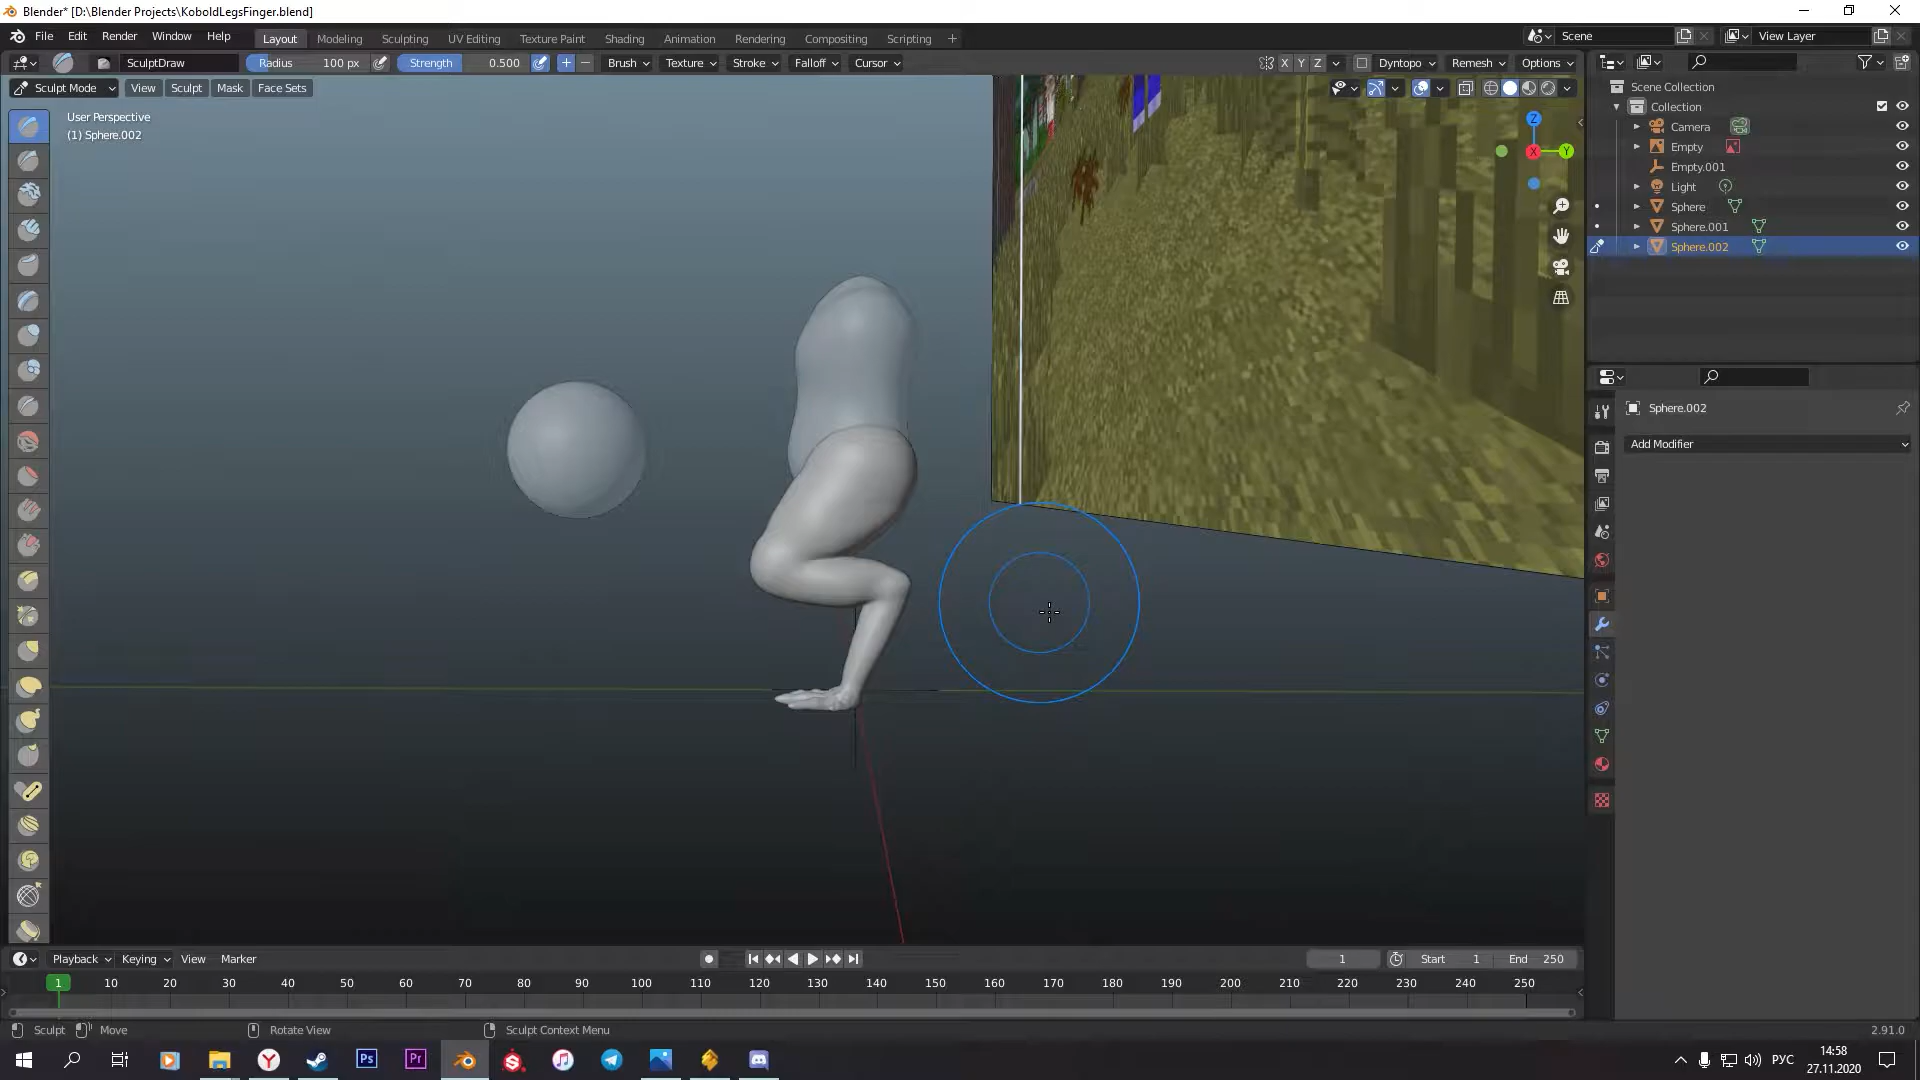 Blender* [D:\Blender Projects\KoboldLegsFinger.blend]
File Edit Render Window Help
Layout Modeling Sculpting UV Editing Texture Paint Shading Animation Rendering Compositing Scripting +
Scene
View Layer
SculptDraw
Radius 100 px
Strength 0.500
Brush Texture Stroke Falloff Cursor
X Y Z
Dyntopo Remesh Options
Sculpt Mode View Sculpt Mask Face Sets
User Perspective
(1) Sphere.002
Z
X
Y
Scene Collection
Collection
Camera
Empty
Empty.001
Light
Sphere
Sphere.001
Sphere.002
Sphere.002
Add Modifier
Playback Keying View Marker
1
Start 1 End 250
1 10 20 30 40 50 60 70 80 90 100 110 120 130 140 150 160 170 180 190 200 210 220 230 240 250
Sculpt Move Rotate View Sculpt Context Menu
2.91.0
Ps
Pr
РУС
14:58
27.11.2020